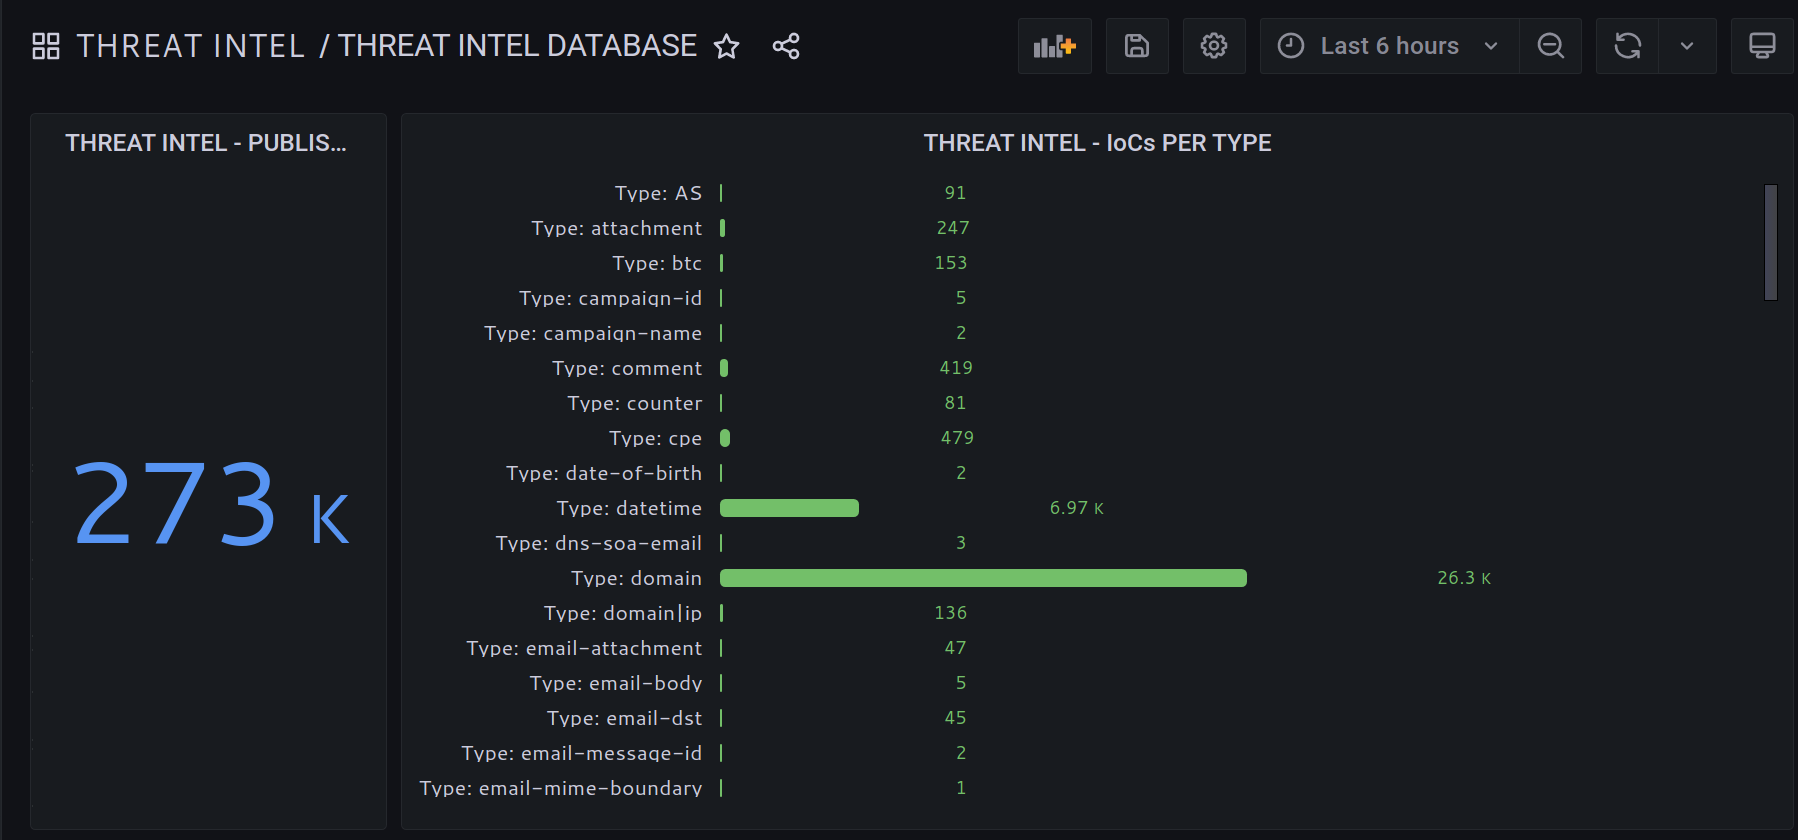 THREAT INTEL / THREAT INTEL DATABASE
Last 6 hours
THREAT INTEL - PUBLIS...
273 K
THREAT INTEL - IoCs PER TYPE
Type: AS 91
Type: attachment 247
Type: btc 153
Type: campaign-id 5
Type: campaign-name 2
Type: comment 419
Type: counter 81
Type: cpe 479
Type: date-of-birth 2
Type: datetime 6.97 K
Type: dns-soa-email 3
Type: domain 26.3 K
Type: domain|ip 136
Type: email-attachment 47
Type: email-body 5
Type: email-dst 45
Type: email-message-id 2
Type: email-mime-boundary 1